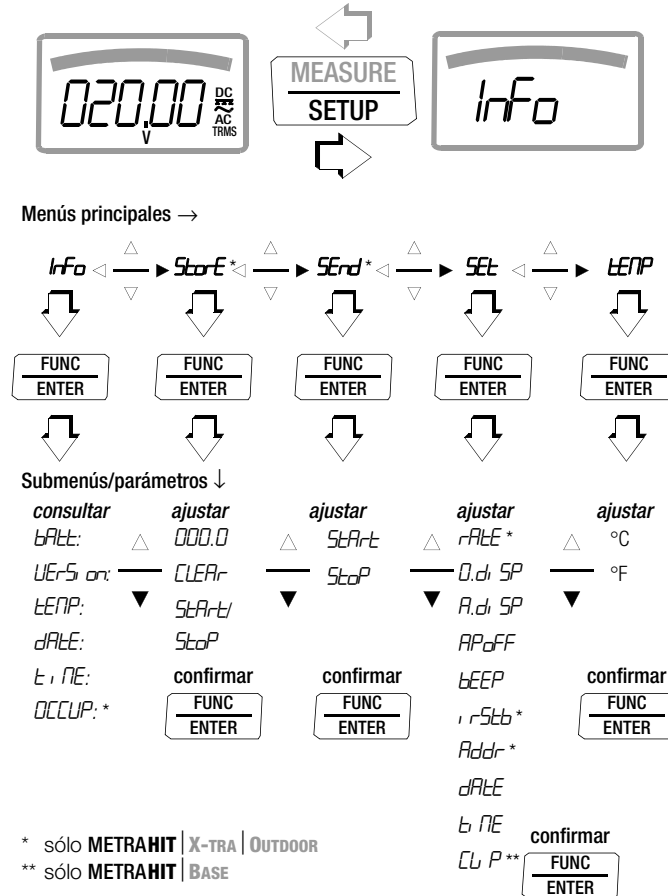 MEASURE
SETUP
020.00 V DC AC TRMS
InFo
Menús principales →
InFo StorE * SEnd * SEt tEMP
FUNC FUNC FUNC FUNC FUNC
ENTER ENTER ENTER ENTER ENTER
Submenús/parámetros ↓
consultar ajustar ajustar ajustar ajustar
bAtt: 000.0 StArt rAtE * °C
VErSion: CLEAr StoP 0.diSP °F
tEMP: StArt/ A.diSP
dAtE: StoP APoFF
tiME: confirmar confirmar bEEP confirmar
OCCUP: * FUNC FUNC irStb * FUNC
ENTER ENTER Addr * ENTER
dAtE
tiME
CLIP **
confirmar
FUNC
ENTER
* sólo METRAHIT | X-TRA | OUTDOOR
** sólo METRAHIT | BASE